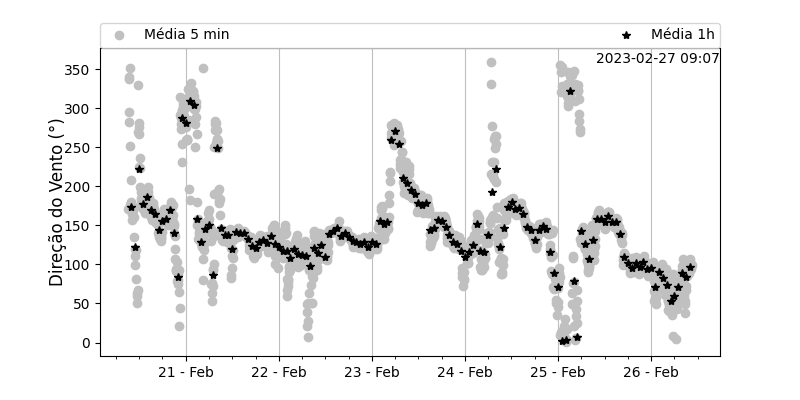 Média 5 min
Média 1h
2023-02-27 09:07
Direção do Vento (°)
350
300
250
200
150
100
50
0
21 - Feb
22 - Feb
23 - Feb
24 - Feb
25 - Feb
26 - Feb